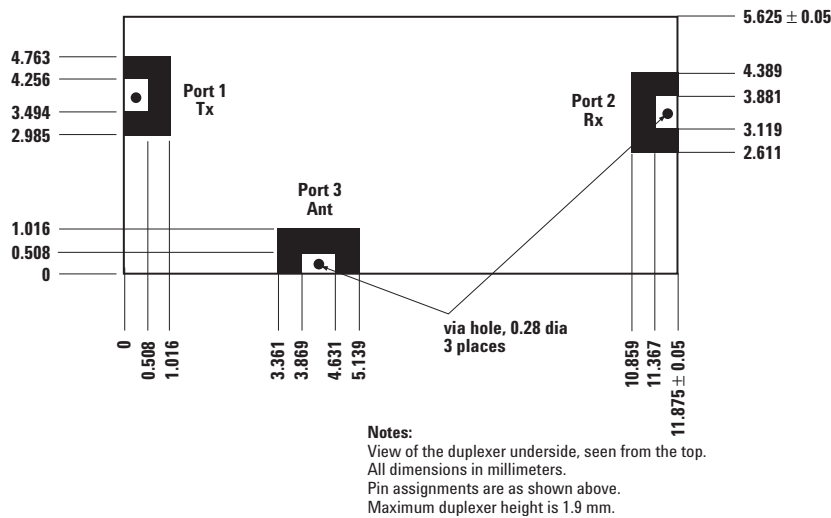 5.625 ± 0.05
4.763
4.256
3.494
2.985
Port 1
Tx
Port 2
Rx
4.389
3.881
3.119
2.611
Port 3
Ant
1.016
0.508
0
via hole, 0.28 dia
3 places
0
0.508
1.016
3.361
3.869
4.631
5.139
10.859
11.367
11.875 ± 0.05
Notes:
View of the duplexer underside, seen from the top.
All dimensions in millimeters.
Pin assignments are as shown above.
Maximum duplexer height is 1.9 mm.